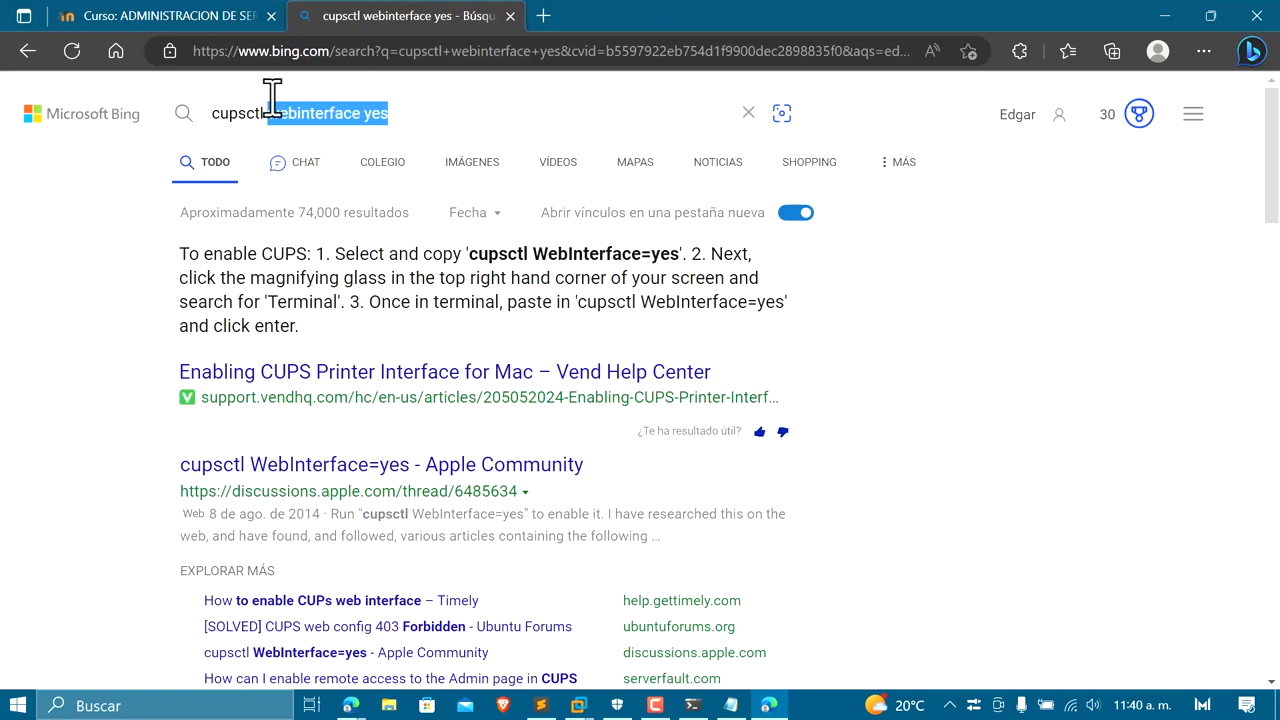 Curso: ADMINISTRACION DE SER
cupsctl webinterface yes - Búsqu
https://www.bing.com/search?q=cupsctl+webinterface+yes&cvid=b5597922eb754d1f9900dec2898835f0&aqs=ed...
Microsoft Bing
cupsctl webinterface yes
Edgar
30
TODO
CHAT
COLEGIO
IMÁGENES
VÍDEOS
MAPAS
NOTICIAS
SHOPPING
MÁS
Aproximadamente 74,000 resultados
Fecha
Abrir vínculos en una pestaña nueva
To enable CUPS: 1. Select and copy 'cupsctl WebInterface=yes'. 2. Next,
click the magnifying glass in the top right hand corner of your screen and
search for 'Terminal'. 3. Once in terminal, paste in 'cupsctl WebInterface=yes'
and click enter.
Enabling CUPS Printer Interface for Mac – Vend Help Center
support.vendhq.com/hc/en-us/articles/205052024-Enabling-CUPS-Printer-Interf...
¿Te ha resultado útil?
cupsctl WebInterface=yes - Apple Community
https://discussions.apple.com/thread/6485634
Web 8 de ago. de 2014 · Run "cupsctl WebInterface=yes" to enable it. I have researched this on the
web, and have found, and followed, various articles containing the following ...
EXPLORAR MÁS
How to enable CUPs web interface – Timely
help.gettimely.com
[SOLVED] CUPS web config 403 Forbidden - Ubuntu Forums
ubuntuforums.org
cupsctl WebInterface=yes - Apple Community
discussions.apple.com
How can I enable remote access to the Admin page in CUPS
serverfault.com
Buscar
20°C
11:40 a. m.